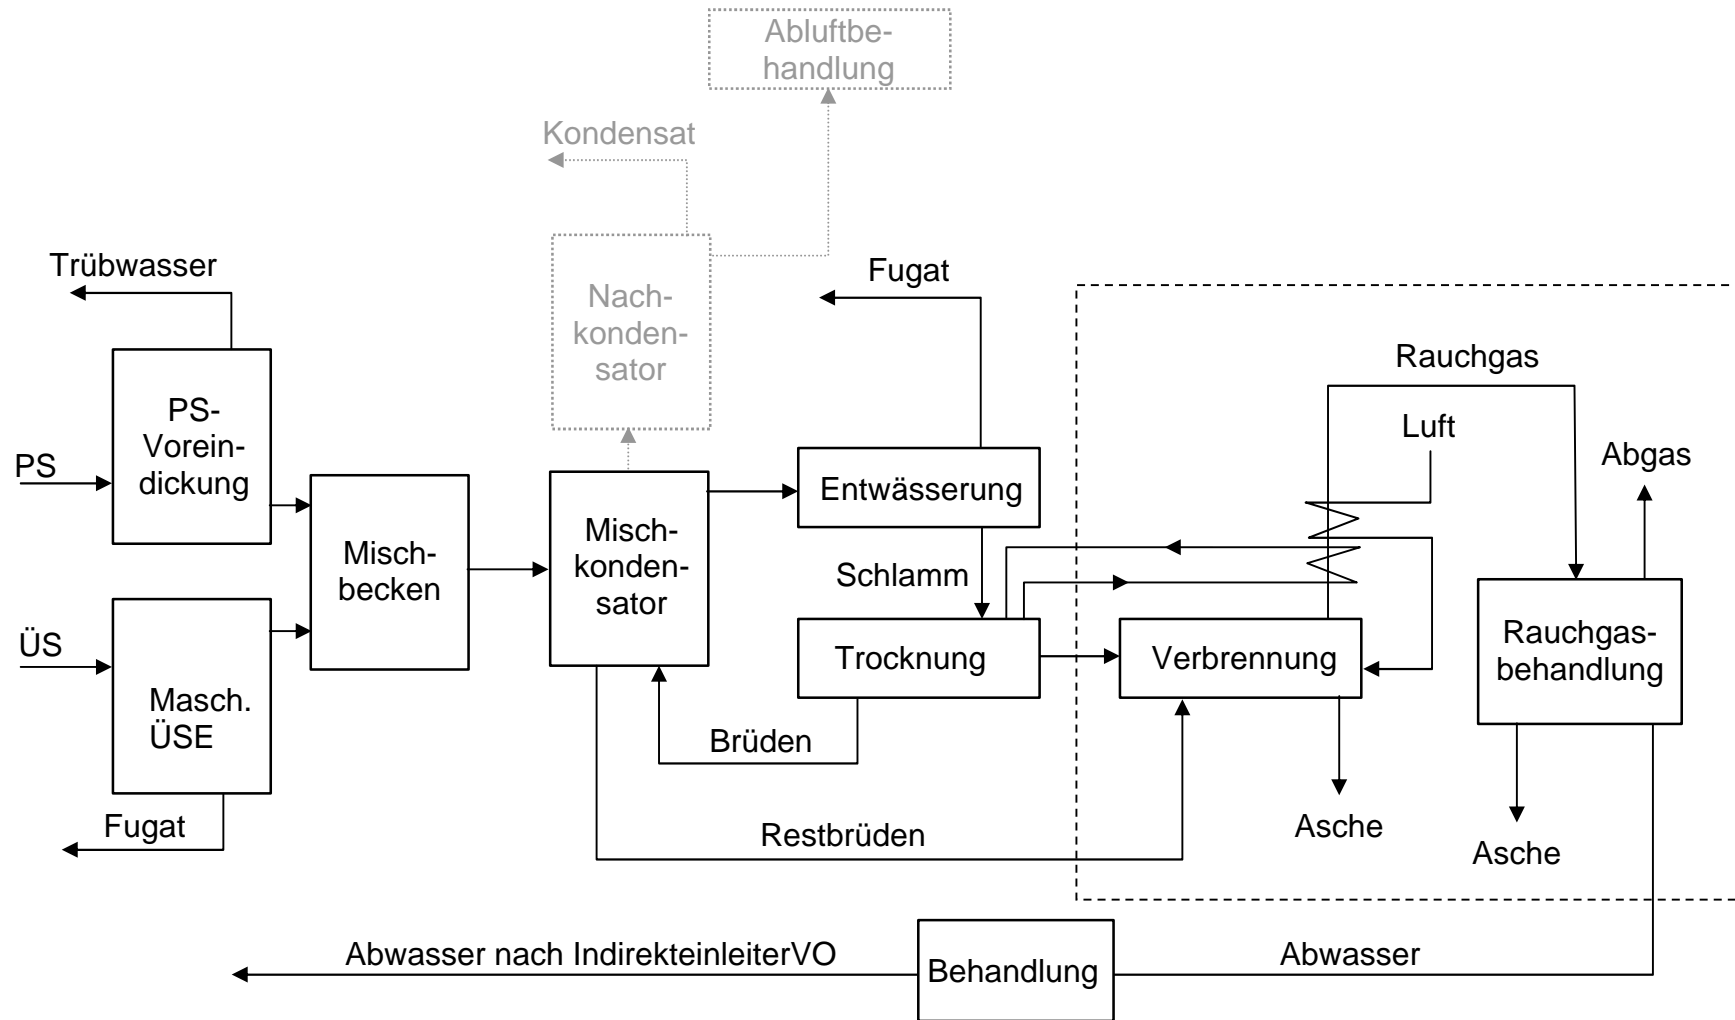 Abluftbe-
handlung
Kondensat
Trübwasser
Nach-
konden-
sator
Fugat
Rauchgas
Luft
Abgas
PS
PS-
Vorein-
dickung
Misch-
becken
Misch-
konden-
sator
Entwässerung
Schlamm
Trocknung
Verbrennung
Rauchgas-
behandlung
ÜS
Masch.
ÜSE
Brüden
Fugat
Restbrüden
Asche
Asche
Abwasser nach IndirekteinleiterVO
Behandlung
Abwasser